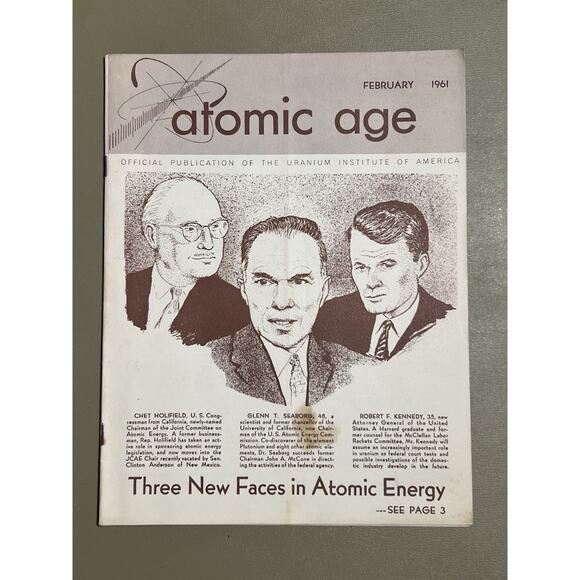 FEBRUARY 1961
atomic age
OFFICIAL PUBLICATION OF THE URANIUM INSTITUTE OF AMERICA
CHET HOLIFIELD, U. S. Cong-
ressman from California, newly-named
Chairman of the Joint Committee on
Atomic Energy. A former business-
man, Rep. Holifield has taken an act-
ive role in sponsoring atomic energy
legislation, and now moves into the
JCAE Chair recently vacated by Sen.
Clinton Anderson of New Mexico.
GLENN T. SEABORG, 48, a
scientist and former chancellor of the
University of California, now Chair-
man of the U. S. Atomic Energy Com-
mission. Co-discoverer of the element
Plutonium and eight other atomic el-
ements, Dr. Seaborg succeeds former
Chairman John A. McCone in direct-
ing the activities of the federal agency.
ROBERT F. KENNEDY, 35, new
Attorney General of the United
States. A Harvard graduate and for-
mer counsel for the McClellan Labor
Rackets Committee, Mr. Kennedy will
assume an increasingly important role
in uranium as federal court tests and
possible investigations of the domes-
tic industry develop in the future.
Three New Faces in Atomic Energy
---SEE PAGE 3